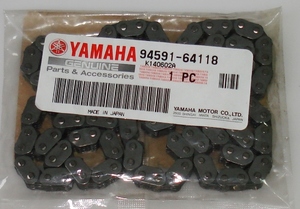 YAMAHA 94591-64118
GENUINE K140602A
Parts & Accessories 1 PC
MADE IN JAPAN YAMAHA MOTOR CO., LTD.